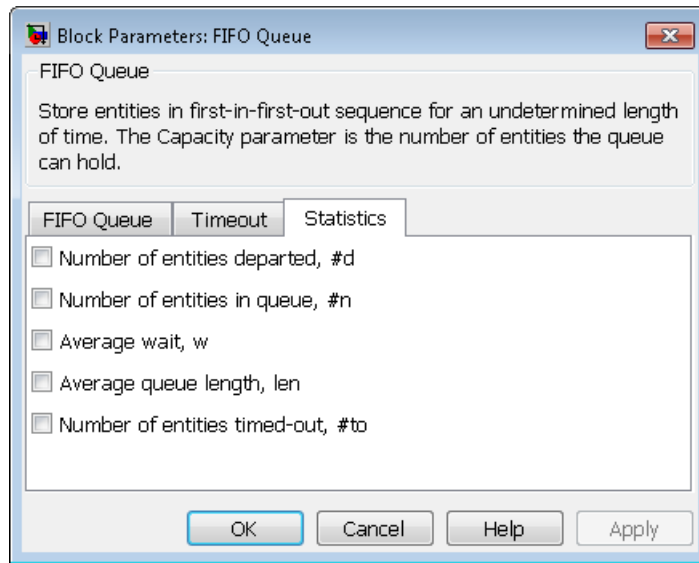 Block Parameters: FIFO Queue
FIFO Queue
Store entities in first-in-first-out sequence for an undetermined length
of time. The Capacity parameter is the number of entities the queue
can hold.
FIFO Queue Timeout Statistics
Number of entities departed, #d
Number of entities in queue, #n
Average wait, w
Average queue length, len
Number of entities timed-out, #to
OK Cancel Help Apply